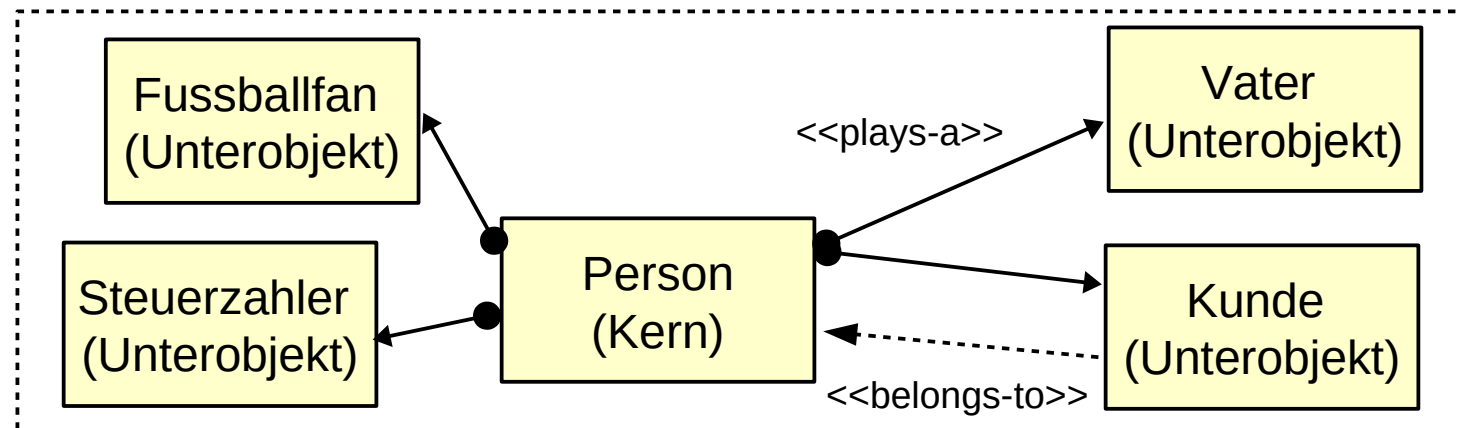 Fussballfan
(Unterobjekt)
Vater
(Unterobjekt)
<<plays-a>>
Steuerzahler
(Unterobjekt)
Person
(Kern)
Kunde
(Unterobjekt)
<<belongs-to>>